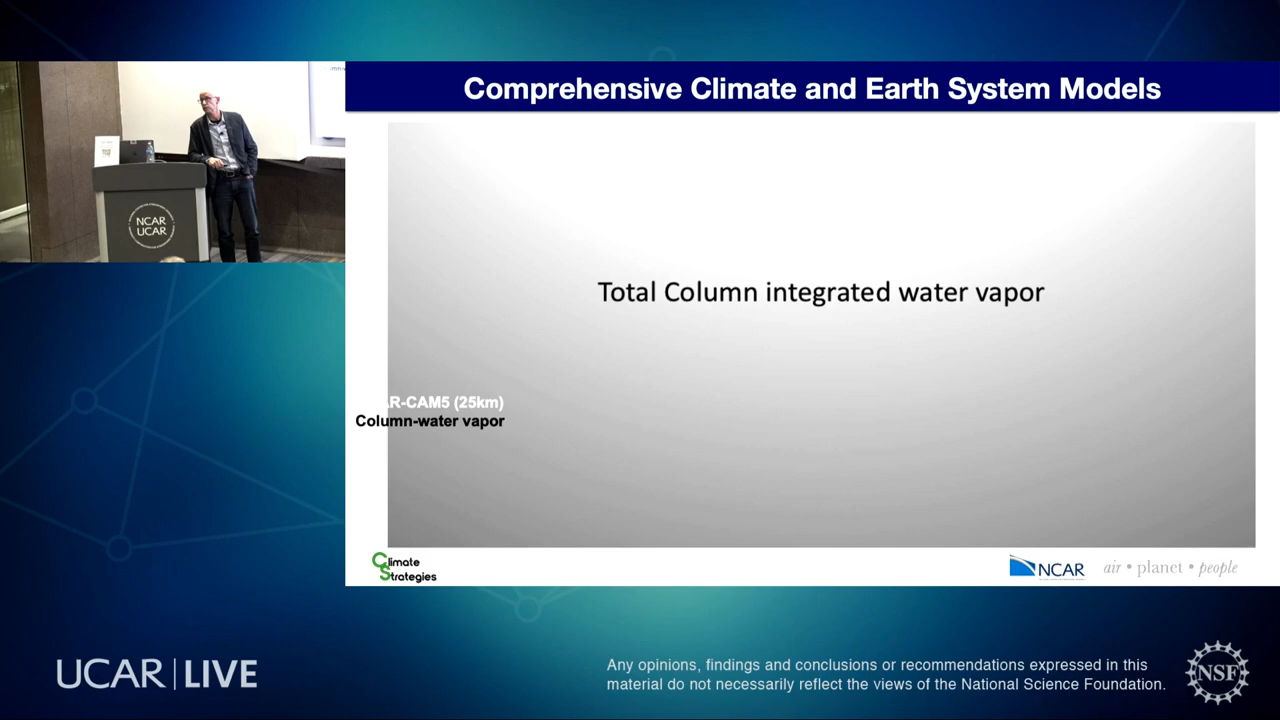 Comprehensive Climate and Earth System Models
Total Column integrated water vapor
R-CAM5 (25km)
Column-water vapor
NCAR
UCAR
Climate
Strategies
NCAR
air • planet • people
UCAR | LIVE
Any opinions, findings and conclusions or recommendations expressed in this
material do not necessarily reflect the views of the National Science Foundation.
NSF